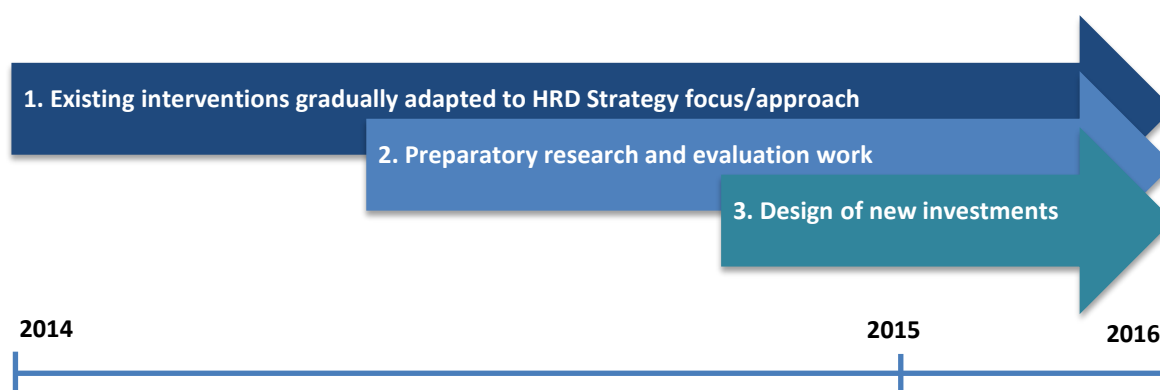 1. Existing interventions gradually adapted to HRD Strategy focus/approach
2. Preparatory research and evaluation work
3. Design of new investments
2014
2015
2016